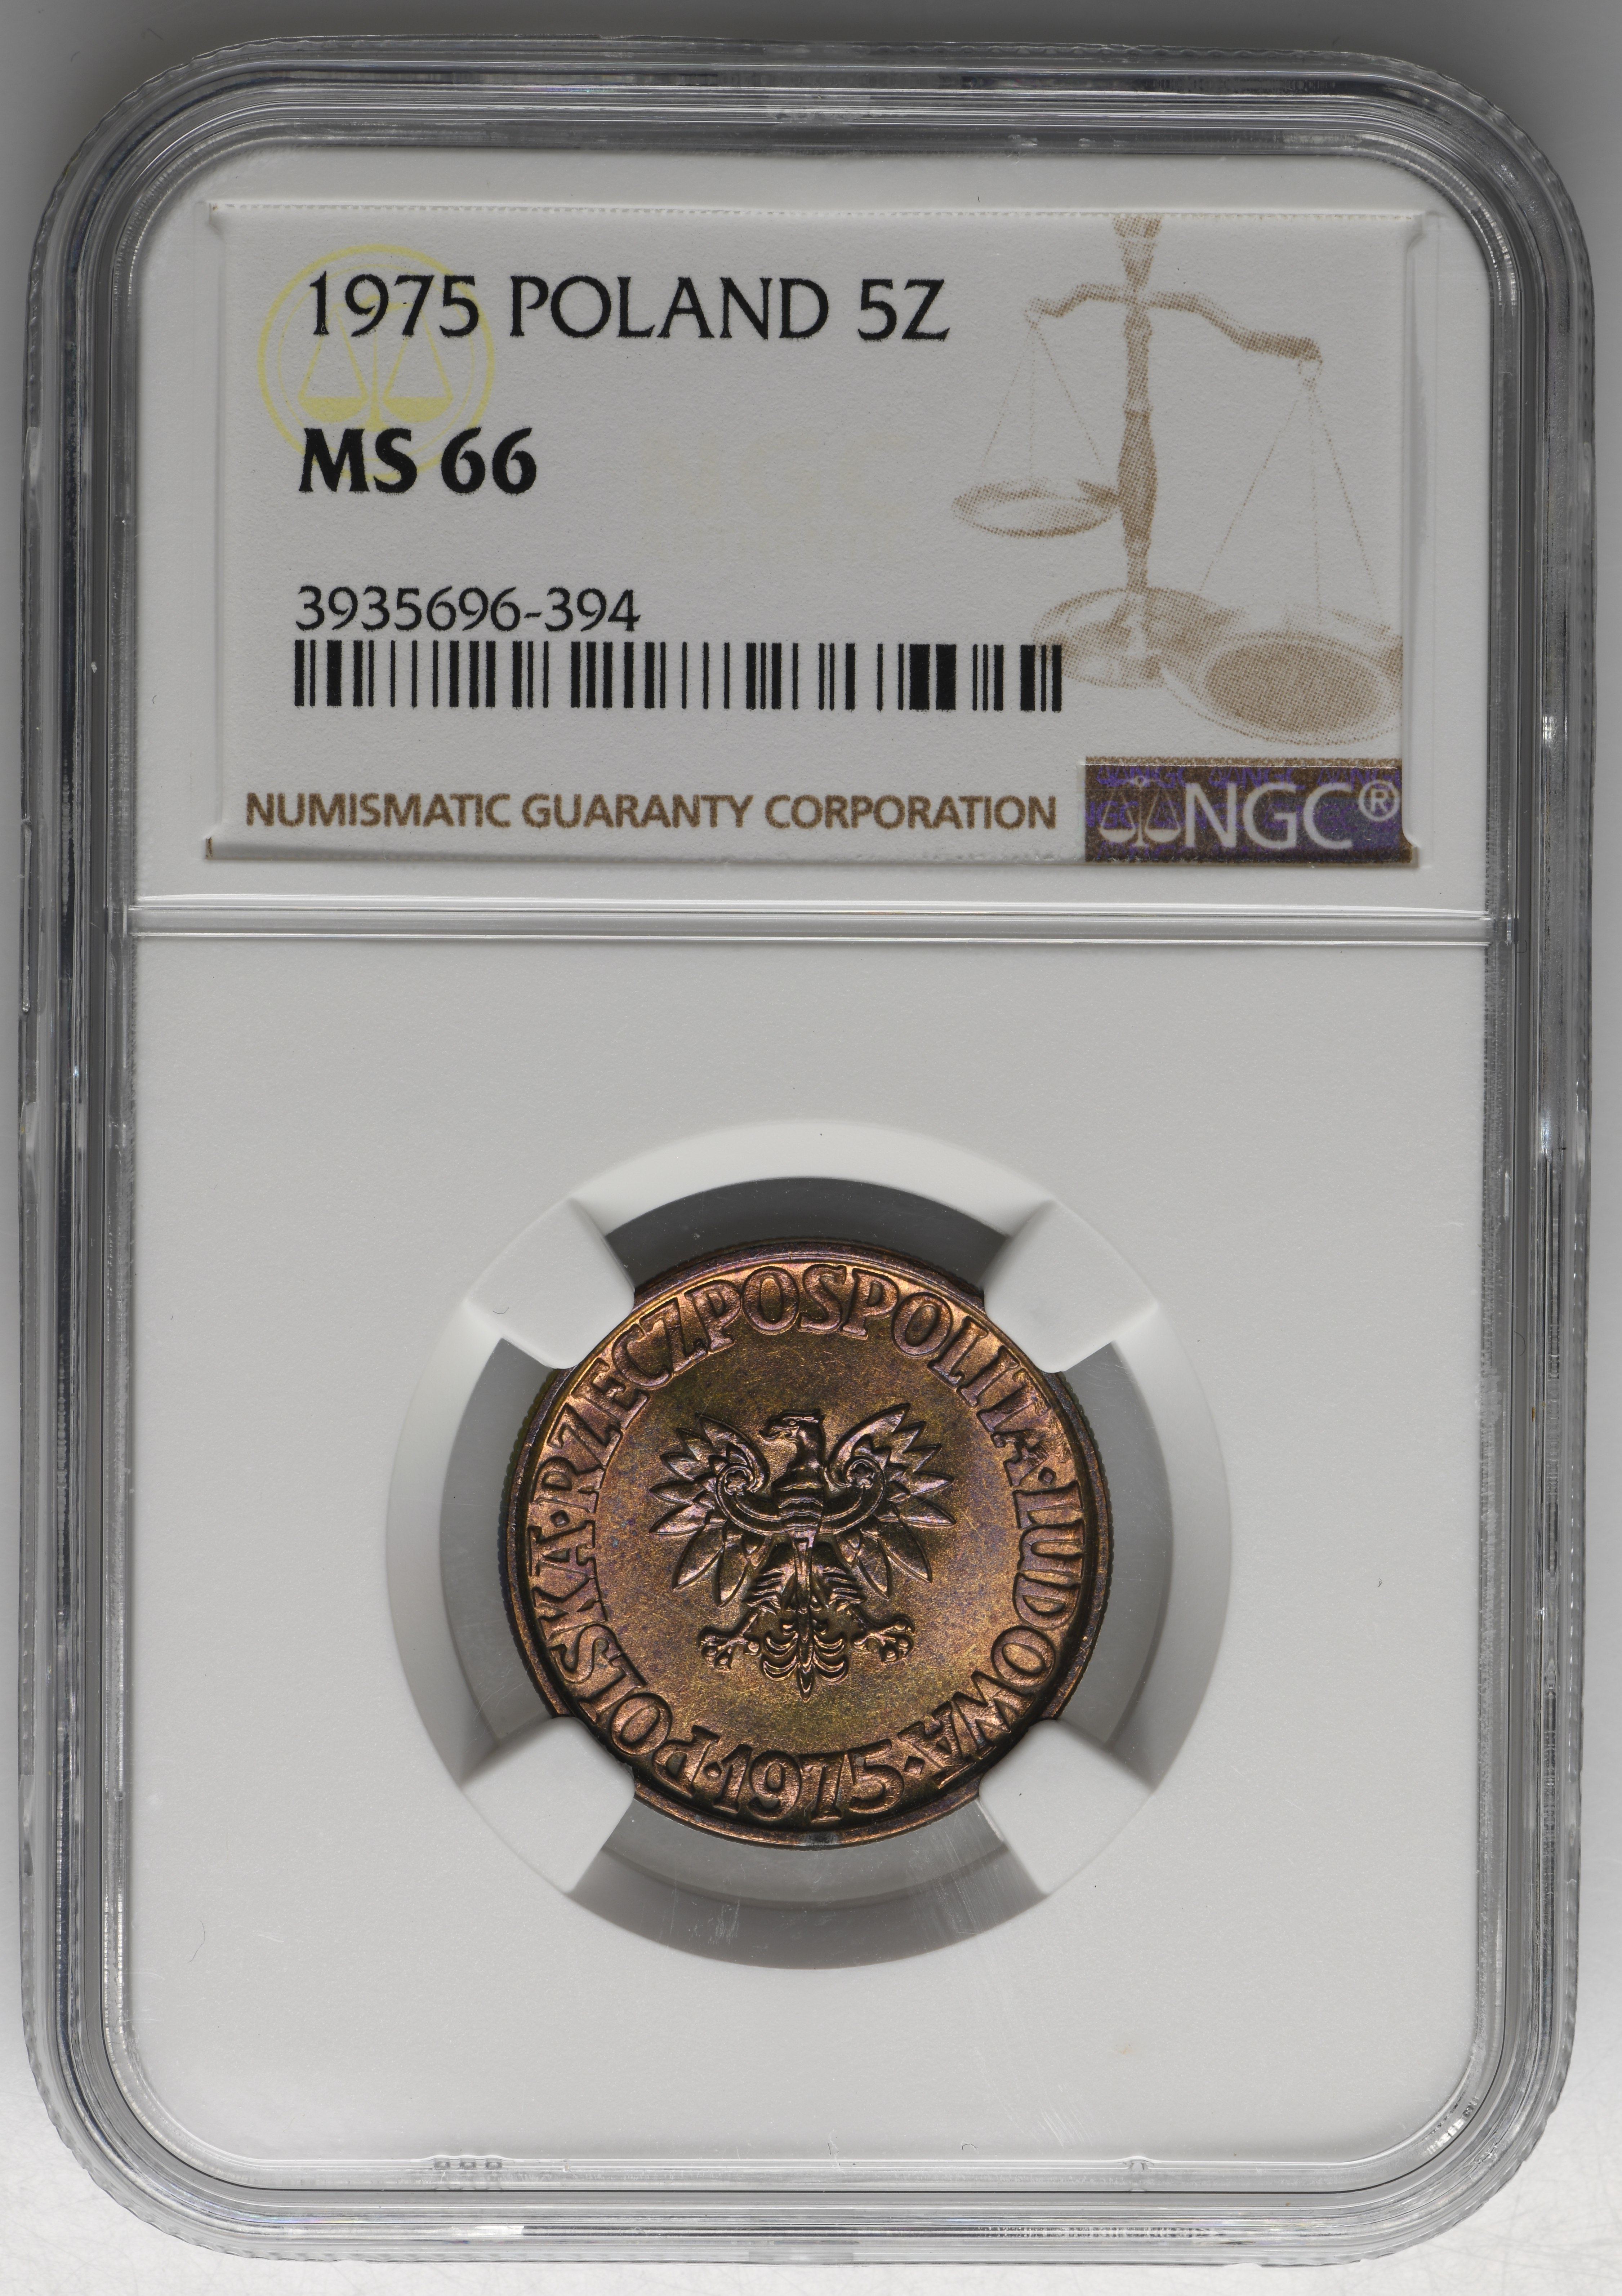 1975 POLAND 5Z
MS 66
3935696-394
NUMISMATIC GUARANTY CORPORATION
NGC®
POLSKA·RZECZPOSPOLITA·LUDOWA
·1975·